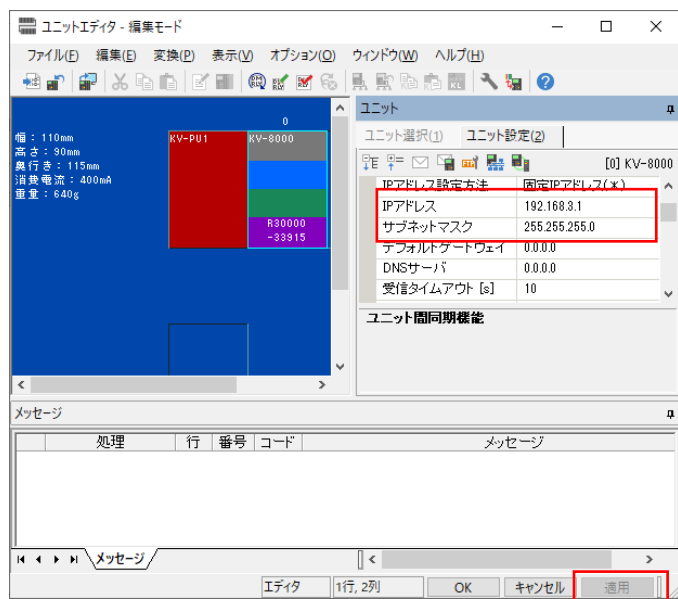 ユニットエディタ - 編集モード
ファイル(F) 編集(E) 変換(P) 表示(V) オプション(O) ウィンドウ(W) ヘルプ(H)
幅：110mm
高さ：90mm
奥行き：115mm
消費電流：400mA
重量：640g
0
KV-PU1
KV-8000
R30000
-33915
ユニット
ユニット選択(1) ユニット設定(2)
[0] KV-8000
IPアドレス設定方法 固定IPアドレス(*)
IPアドレス 192.168.3.1
サブネットマスク 255.255.255.0
デフォルトゲートウェイ 0.0.0.0
DNSサーバ 0.0.0.0
受信タイムアウト [s] 10
ユニット間同期機能
メッセージ
処理 行 番号 コード メッセージ
メッセージ
エディタ 1行, 2列 OK キャンセル 適用